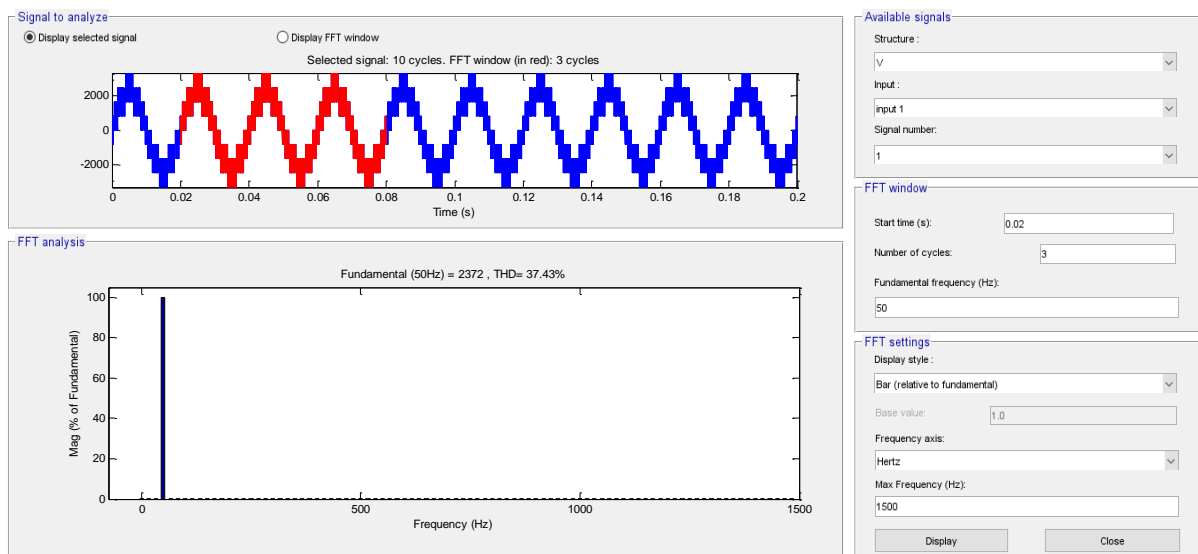 Signal to analyze
Display selected signal
Display FFT window
Selected signal: 10 cycles. FFT window (in red): 3 cycles
2000
0
-2000
0 0.02 0.04 0.06 0.08 0.1 0.12 0.14 0.16 0.18 0.2
Time (s)
FFT analysis
Fundamental (50Hz) = 2372 , THD= 37.43%
100
80
60
40
20
0
Mag (% of Fundamental)
0 500 1000 1500
Frequency (Hz)
Available signals
Structure :
V
Input :
input 1
Signal number:
1
FFT window
Start time (s): 0.02
Number of cycles: 3
Fundamental frequency (Hz):
50
FFT settings
Display style :
Bar (relative to fundamental)
Base value: 1.0
Frequency axis:
Hertz
Max Frequency (Hz):
1500
Display Close